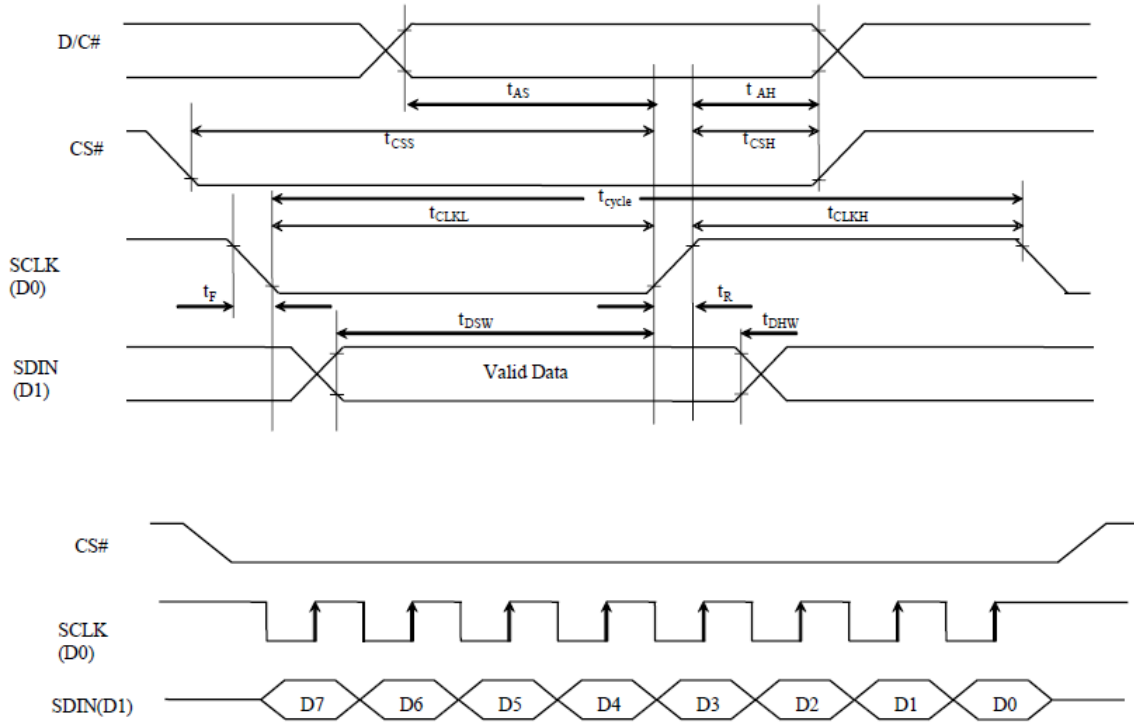 D/C#
tAS
t AH
tCSS
tCSH
CS#
tcycle
tCLKL
tCLKH
SCLK
(D0)
tF
tR
tDSW
tDHW
SDIN
(D1)
Valid Data
CS#
SCLK
(D0)
SDIN(D1)
D7
D6
D5
D4
D3
D2
D1
D0